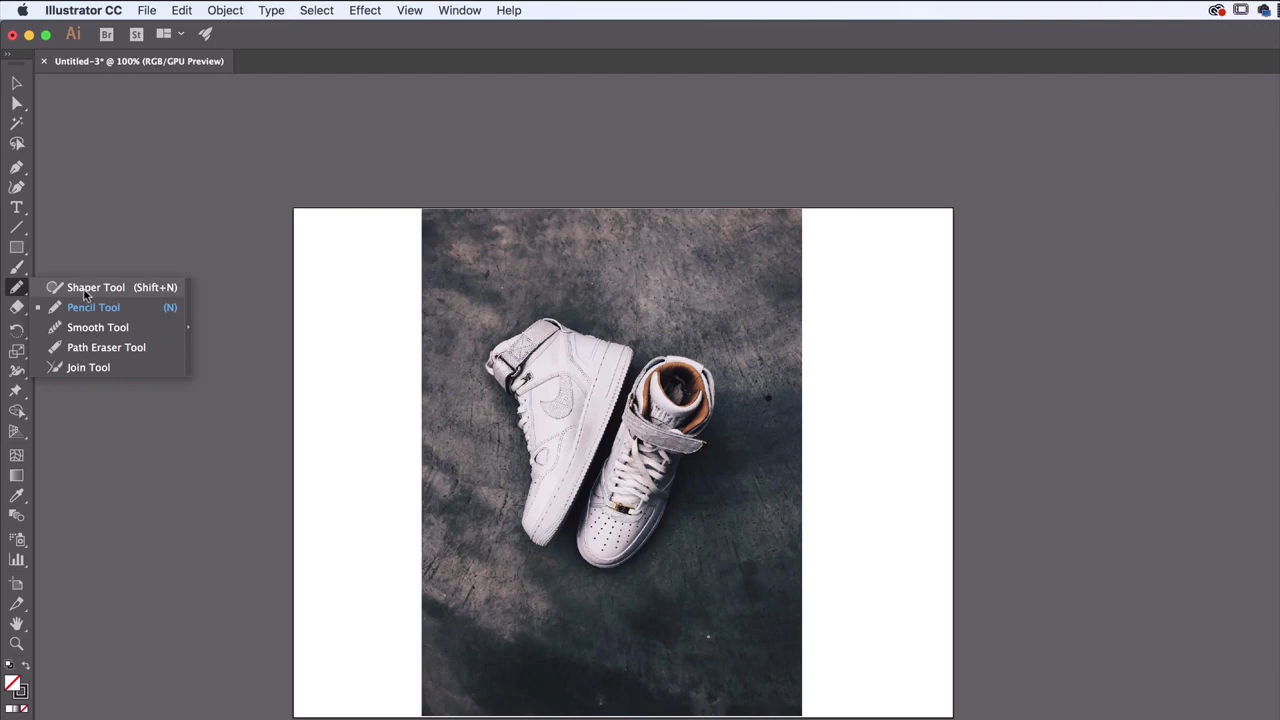 Illustrator CC File Edit Object Type Select Effect View Window Help
Ai Br St
× Untitled-3* @ 100% (RGB/GPU Preview)
Shaper Tool (Shift+N)
Pencil Tool (N)
Smooth Tool
Path Eraser Tool
Join Tool